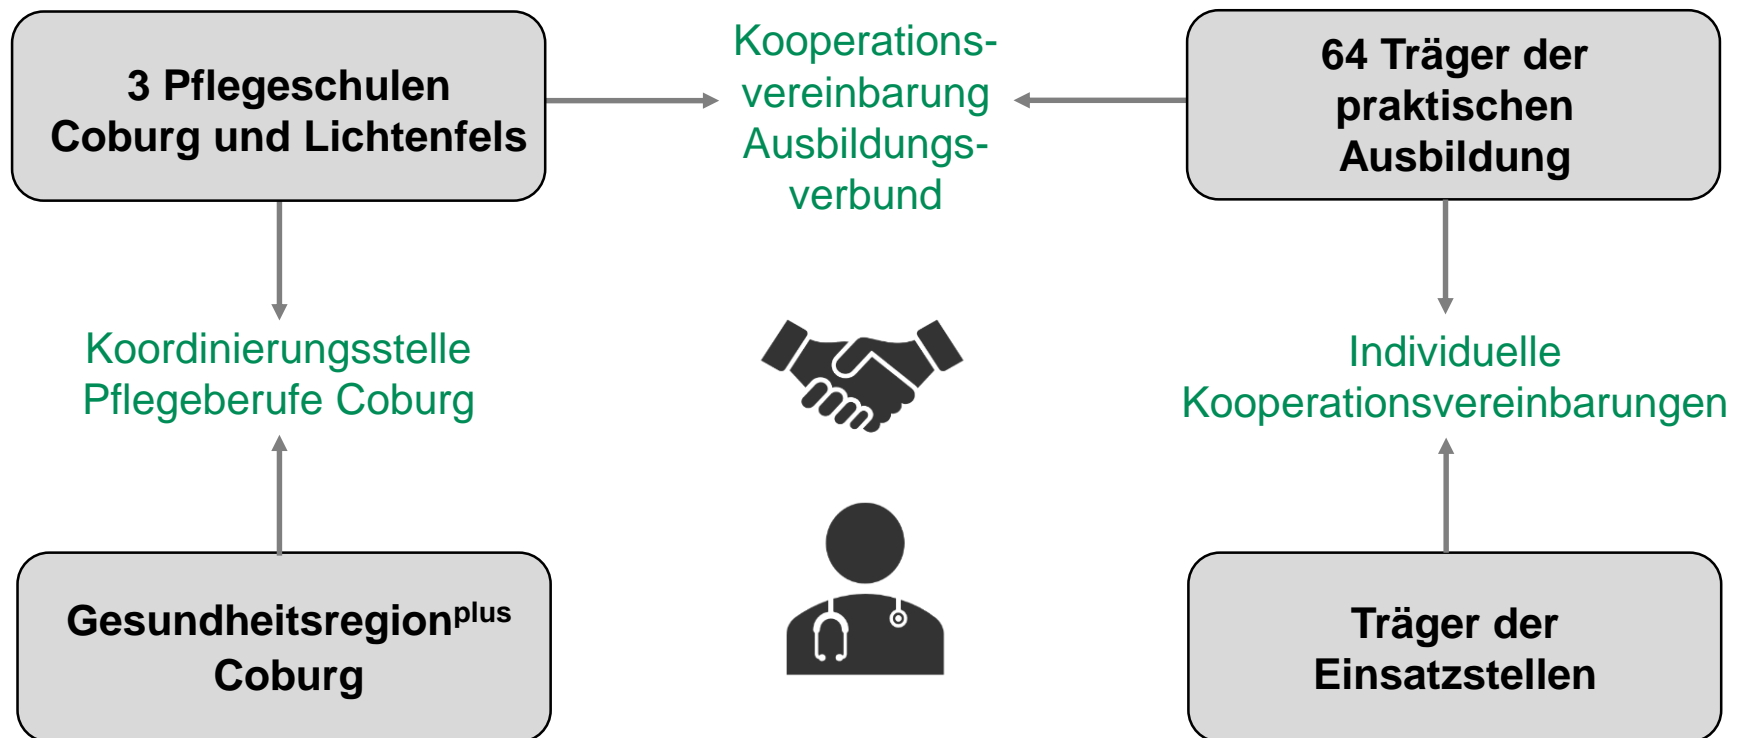 3 Pflegeschulen
Coburg und Lichtenfels
Kooperations-
vereinbarung
Ausbildungs-
verbund
64 Träger der
praktischen
Ausbildung
Koordinierungsstelle
Pflegeberufe Coburg
Individuelle
Kooperationsvereinbarungen
Gesundheitsregionplus
Coburg
Träger der
Einsatzstellen